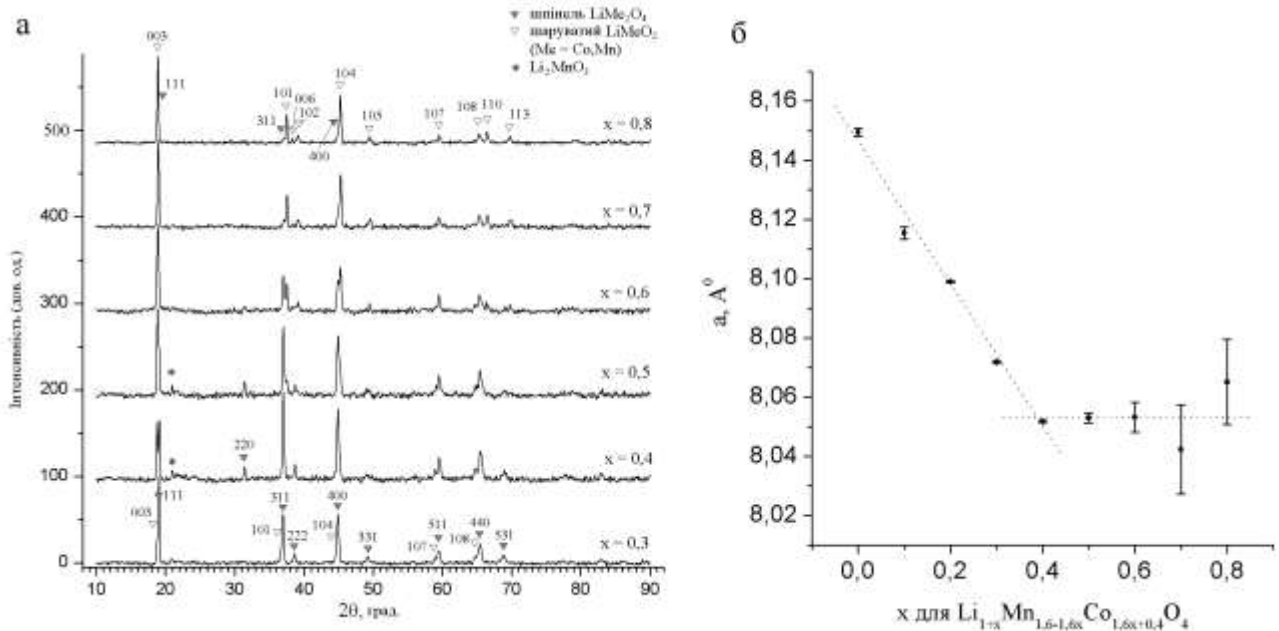 а
шпінель LiMe₂O₄
шаруватий LiMeO₂
(Me = Co,Mn)
Li₂MnO₃
003
111
101
006
102
311
104
400
105
107
108
110
113
x = 0,8
x = 0,7
x = 0,6
x = 0,5
220
x = 0,4
003
111
101
311
222
104
400
331
107
511
108
440
531
x = 0,3
500
400
300
200
100
0
Інтенсивність (дов. од.)
10 20 30 40 50 60 70 80 90
2θ, град.
б
8,16
8,14
8,12
8,10
8,08
8,06
8,04
8,02
a, A⁰
0,0 0,2 0,4 0,6 0,8
x для Li₁₊ₓMn₁,₆₋₁,₆ₓCo₁,₆ₓ₊₀,₄O₄